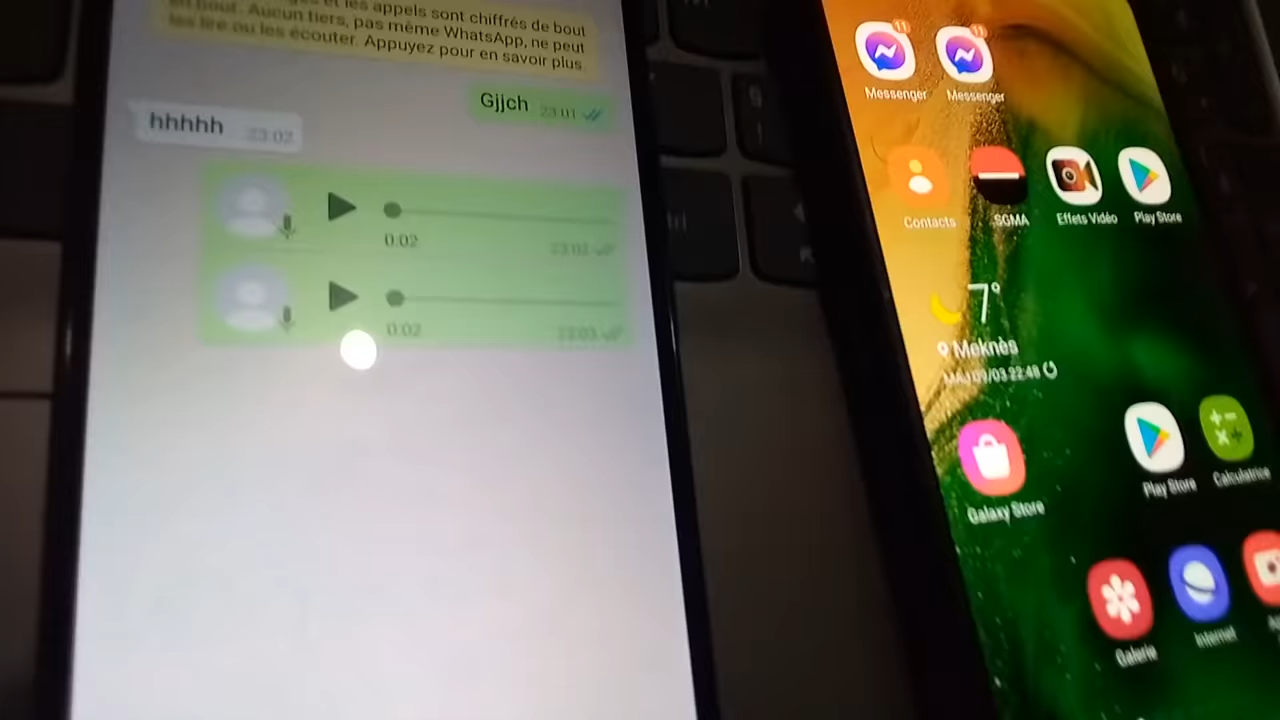 et les appels sont chiffrés de bout
en bout. Aucun tiers, pas même WhatsApp, ne peut
les lire ou les écouter. Appuyez pour en savoir plus.
Gjjch 23:01
hhhhh 23:02
0:02 23:03
0:02 23:03
11 11
Messenger Messenger
Contacts SGMA Effets Vidéo Play Store
7°
Meknès
MAJ 09/03 22:48
Play Store Calculatrice
Galaxy Store
Galerie Internet